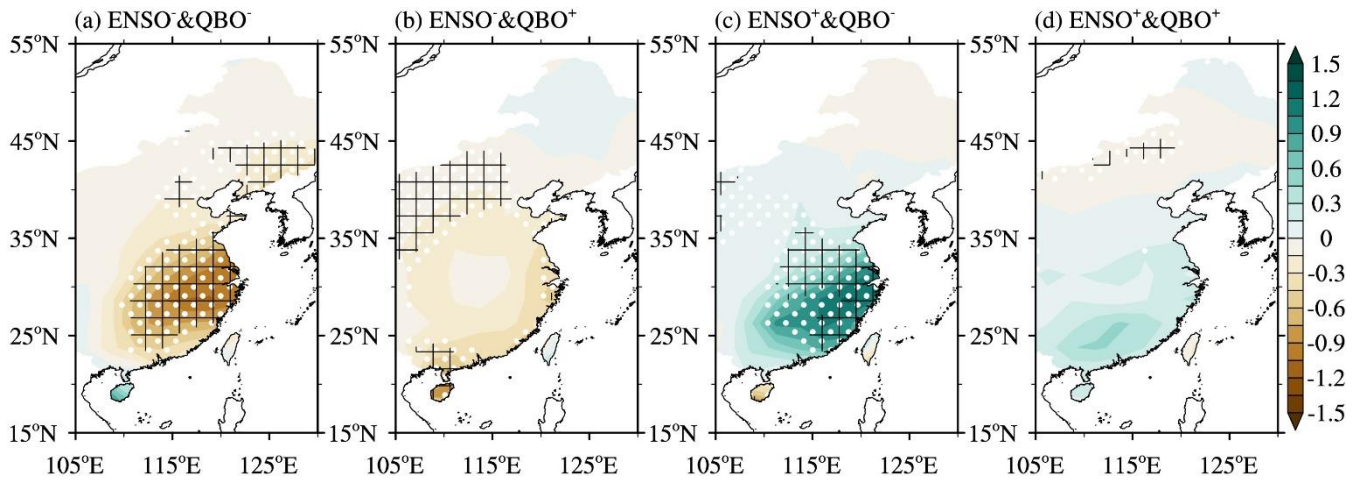 (a) ENSO⁻&QBO⁻ (b) ENSO⁻&QBO⁺ (c) ENSO⁺&QBO⁻ (d) ENSO⁺&QBO⁺
55°N 55°N 55°N 55°N
45°N 45°N 45°N 45°N
35°N 35°N 35°N 35°N
25°N 25°N 25°N 25°N
15°N 15°N 15°N 15°N
105°E 115°E 125°E 105°E 115°E 125°E 105°E 115°E 125°E 105°E 115°E 125°E
1.5
1.2
0.9
0.6
0.3
0
-0.3
-0.6
-0.9
-1.2
-1.5